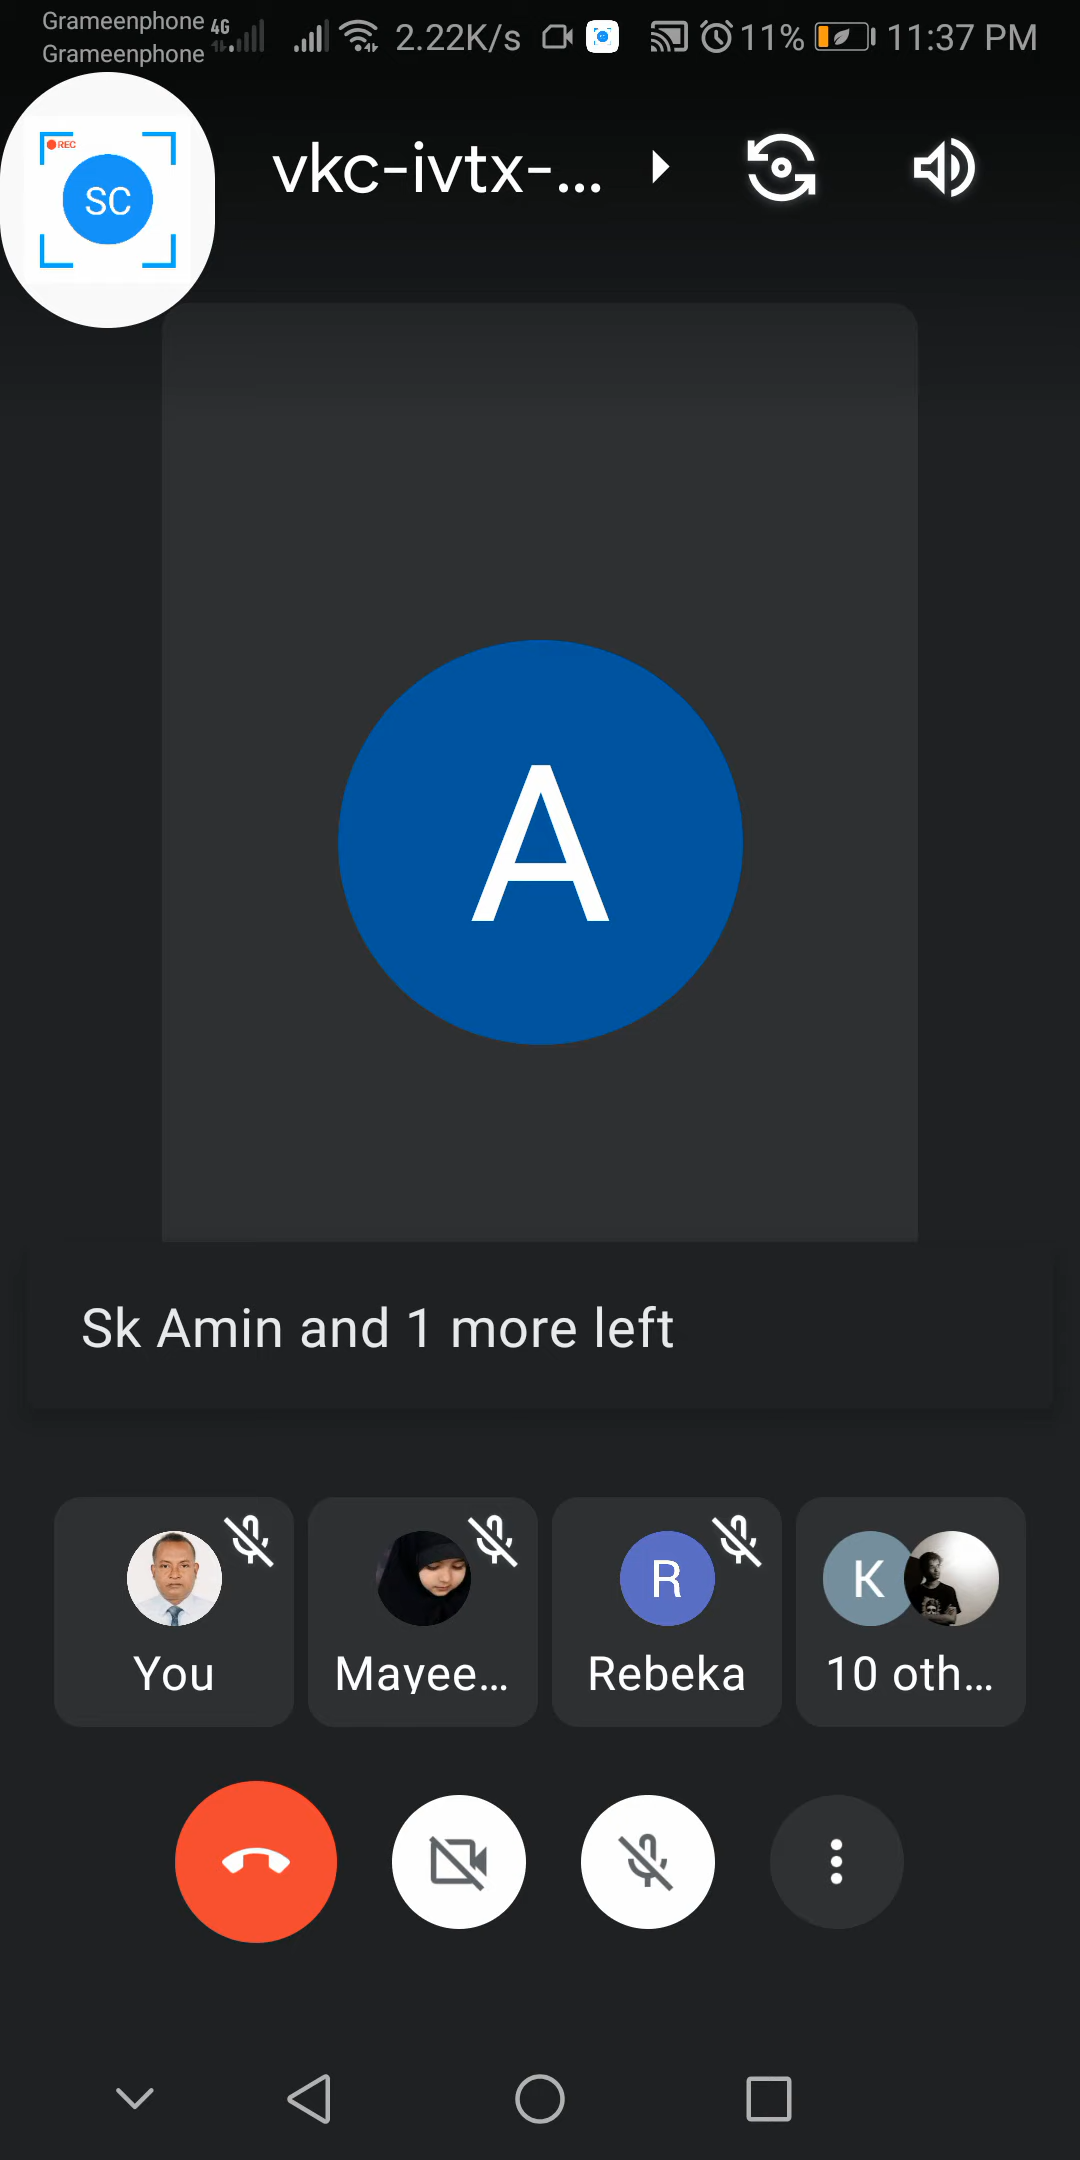 Grameenphone 4G
Grameenphone
2.22K/s
11%
11:37 PM
REC
SC
vkc-ivtx-...
A
Sk Amin and 1 more left
You
Mayee...
R
Rebeka
K
10 oth...